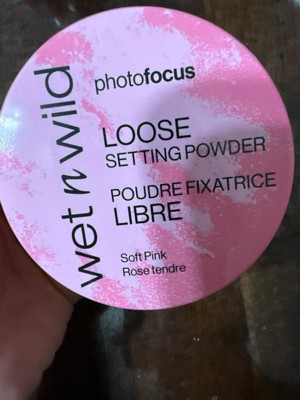 wet n wild
photofocus
LOOSE
SETTING POWDER
POUDRE FIXATRICE
LIBRE
Soft Pink
Rose tendre